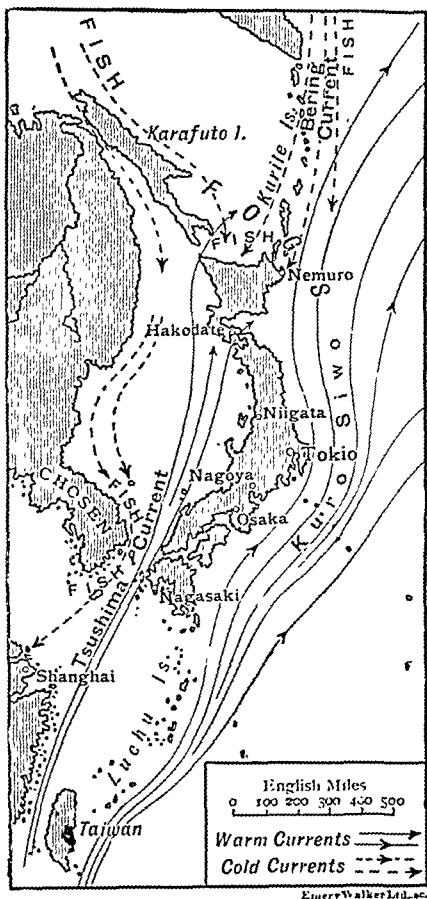 FISH
Karafuto I.
F
O
Kurile Is.
Bering
Current
FISH
FISH
Nemuro
Hakodate
Niigata
Tokio
Nagoya
Osaka
Kuro Siwo
S
CHOSEN
FISH
FISH
Tsushima Current
Nagasaki
Shanghai
Luchu Is.
Taiwan
English Miles
0 100 200 300 400 500
Warm Currents
Cold Currents
Emery Walker Ltd. sc.